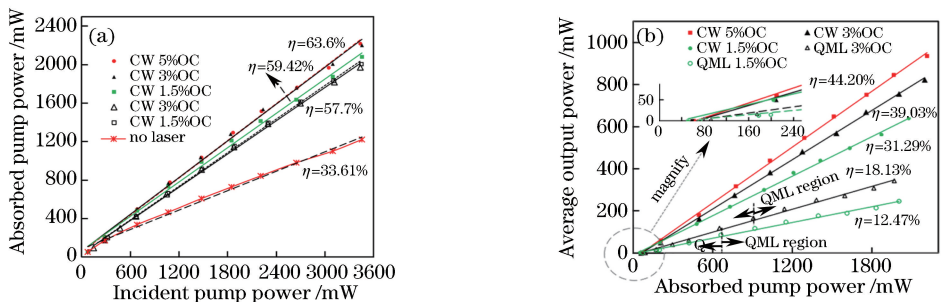 (a)
2400
2000
1600
1200
800
400
0
0 600 1200 1800 2400 3000 3600
Absorbed pump power /mW
Incident pump power /mW
CW 5%OC
CW 3%OC
CW 1.5%OC
CW 3%OC
CW 1.5%OC
no laser
η=63.6%
η=59.42%
η=57.7%
η=33.61%
(b)
1000
800
600
400
200
0
0 600 1200 1800
Average output power /mW
Absorbed pump power /mW
CW 5%OC
CW 3%OC
CW 1.5%OC
QML 3%OC
QML 1.5%OC
50
0
0 80 160 240
magnify
η=44.20%
η=39.03%
η=31.29%
η=18.13%
η=12.47%
QML region
QML region